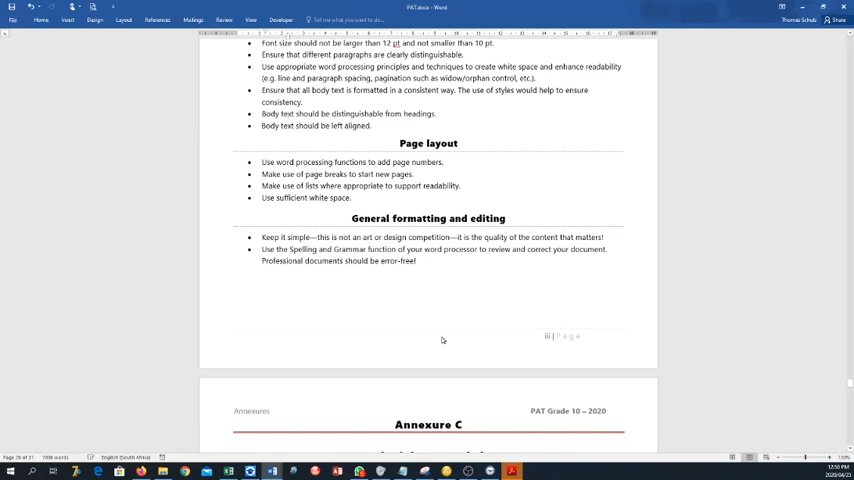 PAT.docx - Word
Thomas Schulz
File Home Insert Design Layout References Mailings Review View Developer Tell me what you want to do... Share
Font size should not be larger than 12 pt and not smaller than 10 pt.
Ensure that different paragraphs are clearly distinguishable.
Use appropriate word processing principles and techniques to create white space and enhance readability
(e.g. line and paragraph spacing, pagination such as widow/orphan control, etc.).
Ensure that all body text is formatted in a consistent way. The use of styles would help to ensure
consistency.
Body text should be distinguishable from headings.
Body text should be left aligned.
Page layout
Use word processing functions to add page numbers.
Make use of page breaks to start new pages.
Make use of lists where appropriate to support readability.
Use sufficient white space.
General formatting and editing
Keep it simple—this is not an art or design competition—it is the quality of the content that matters!
Use the Spelling and Grammar function of your word processor to review and correct your document.
Professional documents should be error-free!
iii | Page
Annexures PAT Grade 10 – 2020
Annexure C
Page 26 of 31 7808 words English (South Africa)
12:50 PM
2020/04/23